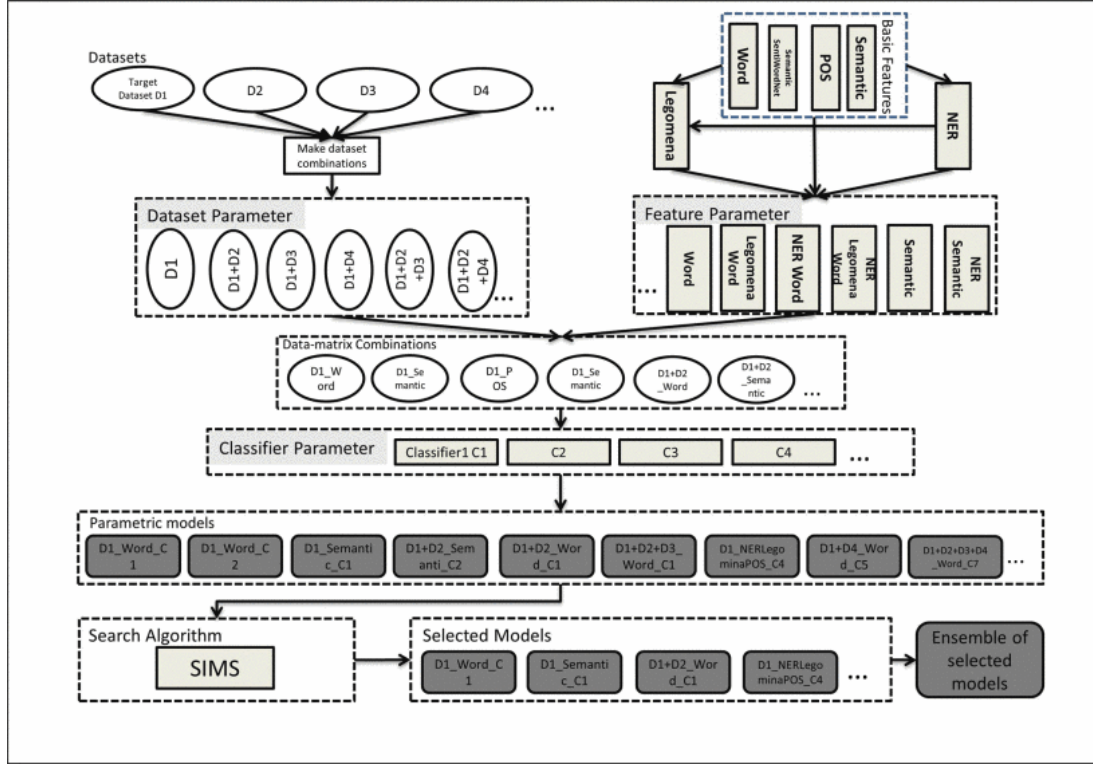 Datasets
Target
Dataset D1
D2
D3
D4
...
Make dataset
combinations
Basic Features
Word
Semantic
SentiWordNet
POS
Semantic
Legomena
NER
Dataset Parameter
D1
D1+D2
D1+D3
D1+D4
D1+D2
+D3
D1+D2
+D4
...
Feature Parameter
...
Word
Legomena
Word
NER Word
NER
Legomena
Word
Semantic
NER
Semantic
Data-matrix Combinations
D1_W
ord
D1_Se
mantic
D1_P
OS
D1_Se
mantic
D1+D2
_Word
D1+D2
_Sema
ntic
...
Classifier Parameter
Classifier1 C1
C2
C3
C4
...
Parametric models
D1_Word_C
1
D1_Word_C
2
D1_Semanti
c_C1
D1+D2_Sem
anti_C2
D1+D2_Wor
d_C1
D1+D2+D3_
Word_C1
D1_NERLego
minaPOS_C4
D1+D4_Wor
d_C5
D1+D2+D3+D4
_Word_C7
...
Search Algorithm
SIMS
Selected Models
D1_Word_C
1
D1_Semanti
c_C1
D1+D2_Wor
d_C1
D1_NERLego
minaPOS_C4
...
Ensemble of
selected
models